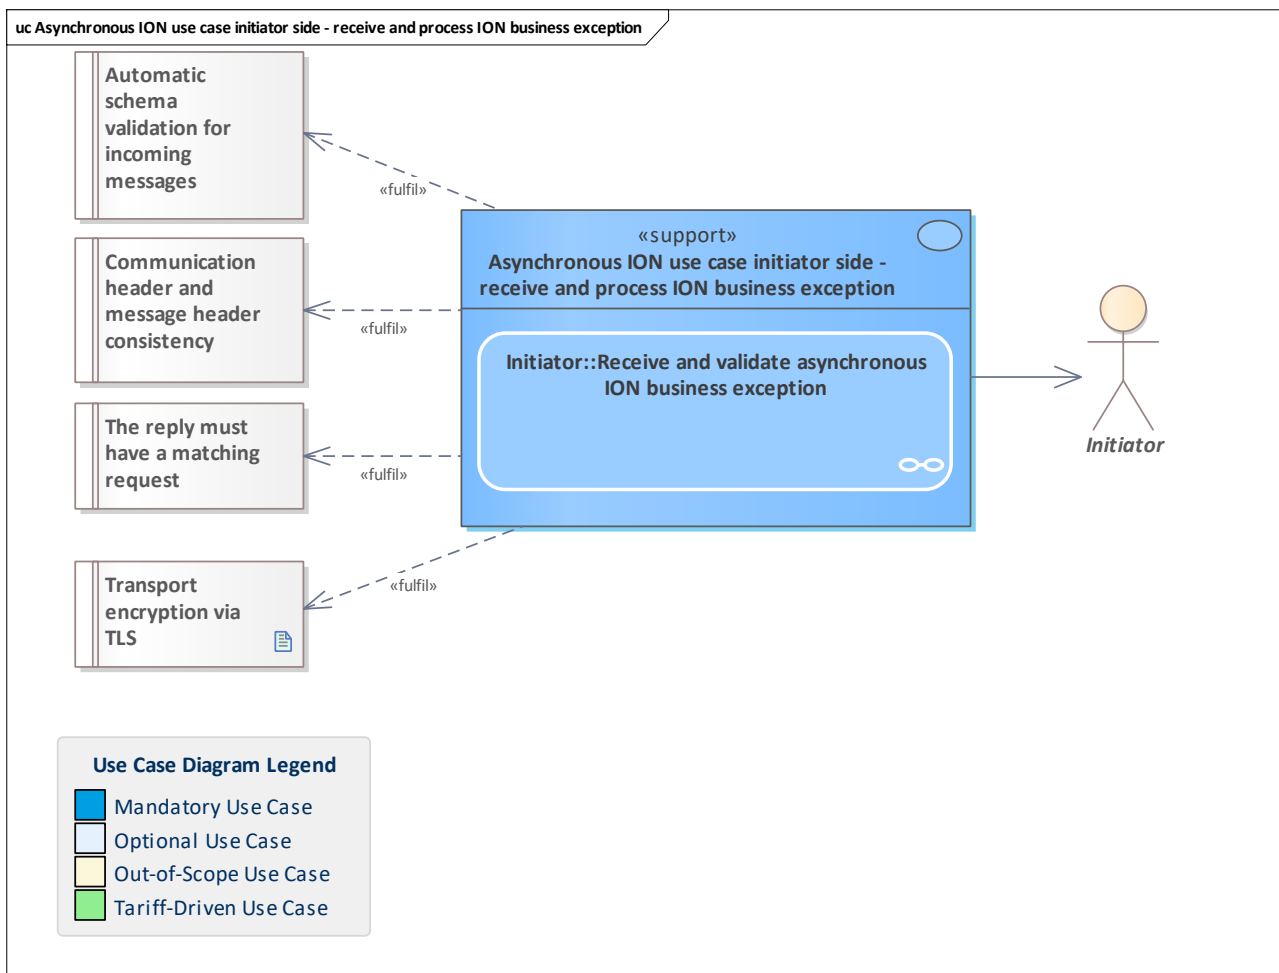 uc Asynchronous ION use case initiator side - receive and process ION business exception
Automatic
schema
validation for
incoming
messages
«fulfil»
Communication
header and
message header
consistency
«fulfil»
The reply must
have a matching
request
«fulfil»
Transport
encryption via
TLS
«fulfil»
«support»
Asynchronous ION use case initiator side -
receive and process ION business exception
Initiator::Receive and validate asynchronous
ION business exception
Initiator
Use Case Diagram Legend
Mandatory Use Case
Optional Use Case
Out-of-Scope Use Case
Tariff-Driven Use Case